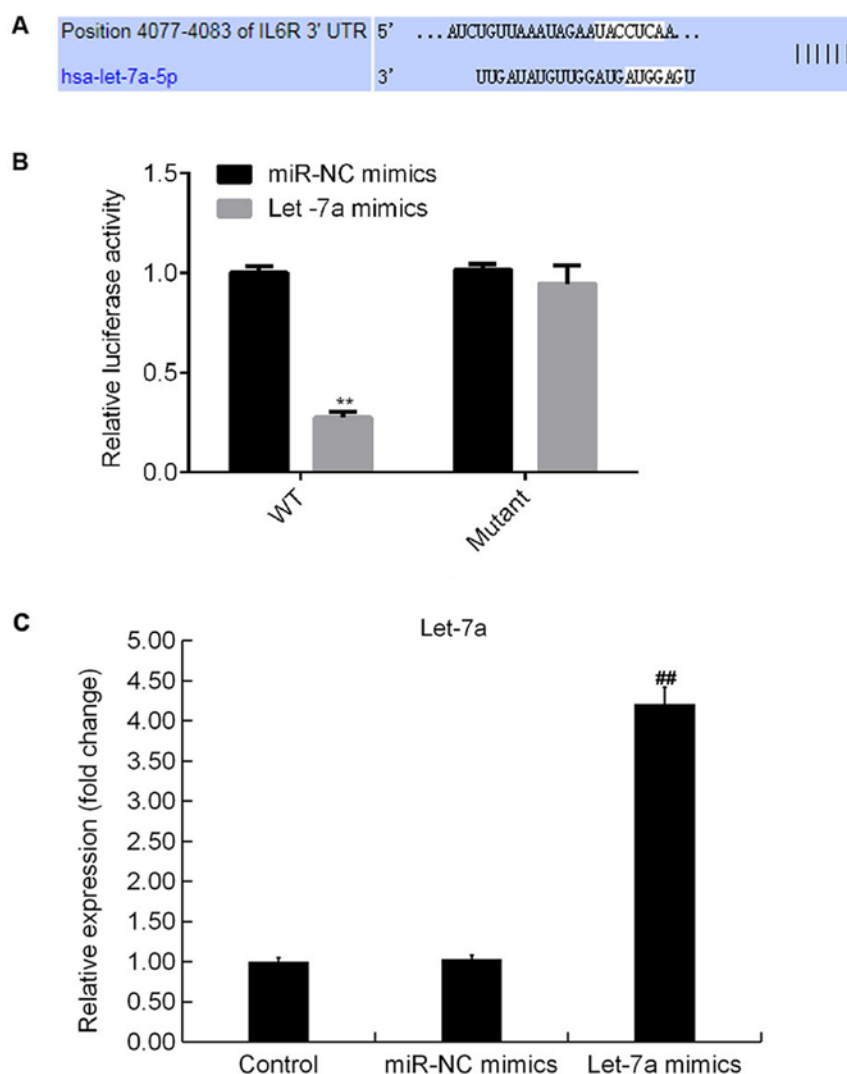 A
Position 4077-4083 of IL6R 3' UTR 5' ...AUCUGUUAAAUAGAAUACCUCAA...
||||||
hsa-let-7a-5p 3' UUGAUAUGUUGGAUGAUGGAGU
B
Relative luciferase activity
miR-NC mimics
Let -7a mimics
1.5
1.0
0.5
0.0
**
WT
Mutant
C
Let-7a
Relative expression (fold change)
5.00
4.50
4.00
3.50
3.00
2.50
2.00
1.50
1.00
0.50
0.00
##
Control miR-NC mimics Let-7a mimics